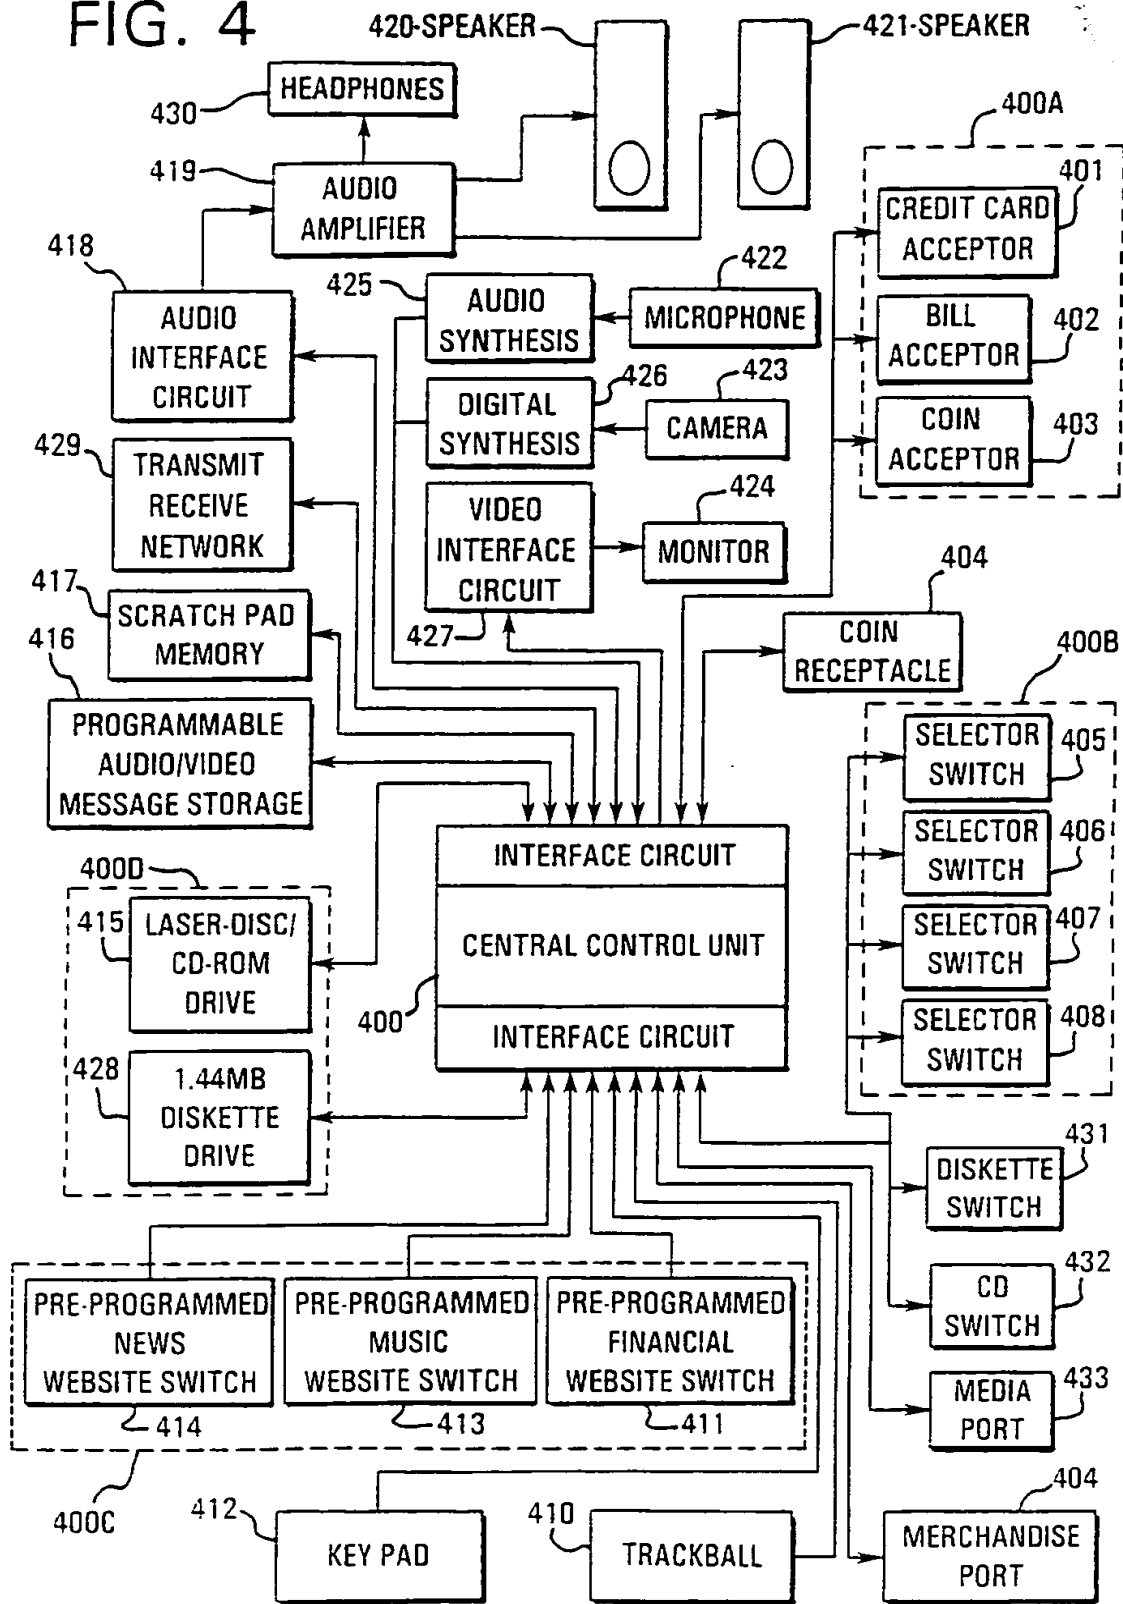 FIG. 4
420-SPEAKER
421-SPEAKER
HEADPHONES
430
400A
419
AUDIO
AMPLIFIER
401
CREDIT CARD
ACCEPTOR
418
AUDIO
INTERFACE
CIRCUIT
425
AUDIO
SYNTHESIS
422
MICROPHONE
BILL
ACCEPTOR
402
426
DIGITAL
SYNTHESIS
423
CAMERA
COIN
ACCEPTOR
403
429
TRANSMIT
RECEIVE
NETWORK
VIDEO
INTERFACE
CIRCUIT
427
424
MONITOR
417
SCRATCH PAD
MEMORY
404
COIN
RECEPTACLE
416
PROGRAMMABLE
AUDIO/VIDEO
MESSAGE STORAGE
400B
SELECTOR
SWITCH
405
SELECTOR
SWITCH
406
SELECTOR
SWITCH
407
SELECTOR
SWITCH
408
INTERFACE CIRCUIT
CENTRAL CONTROL UNIT
400
INTERFACE CIRCUIT
400D
415
LASER-DISC/
CD-ROM
DRIVE
428
1.44MB
DISKETTE
DRIVE
431
DISKETTE
SWITCH
432
CD
SWITCH
PRE-PROGRAMMED
NEWS
WEBSITE SWITCH
414
PRE-PROGRAMMED
MUSIC
WEBSITE SWITCH
413
PRE-PROGRAMMED
FINANCIAL
WEBSITE SWITCH
411
MEDIA
PORT
433
400C
412
KEY PAD
410
TRACKBALL
404
MERCHANDISE
PORT